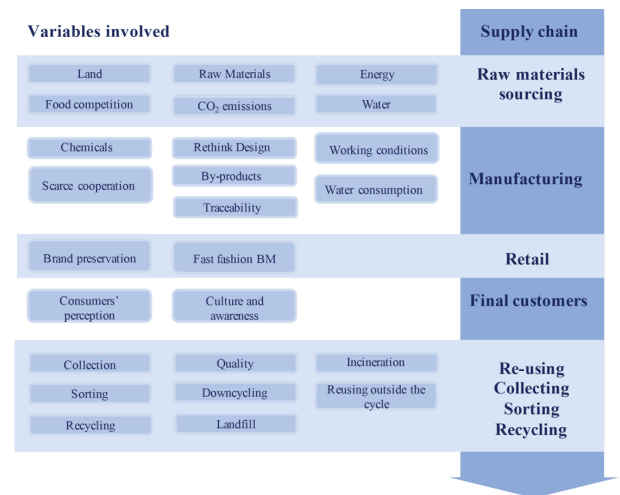 Variables involved
Supply chain
Land
Raw Materials
Energy
Food competition
CO₂ emissions
Water
Raw materials
sourcing
Chemicals
Rethink Design
Working conditions
Scarce cooperation
By-products
Water consumption
Traceability
Manufacturing
Brand preservation
Fast fashion BM
Retail
Consumers’
perception
Culture and
awareness
Final customers
Collection
Quality
Incineration
Sorting
Downcycling
Reusing outside the
cycle
Recycling
Landfill
Re-using
Collecting
Sorting
Recycling